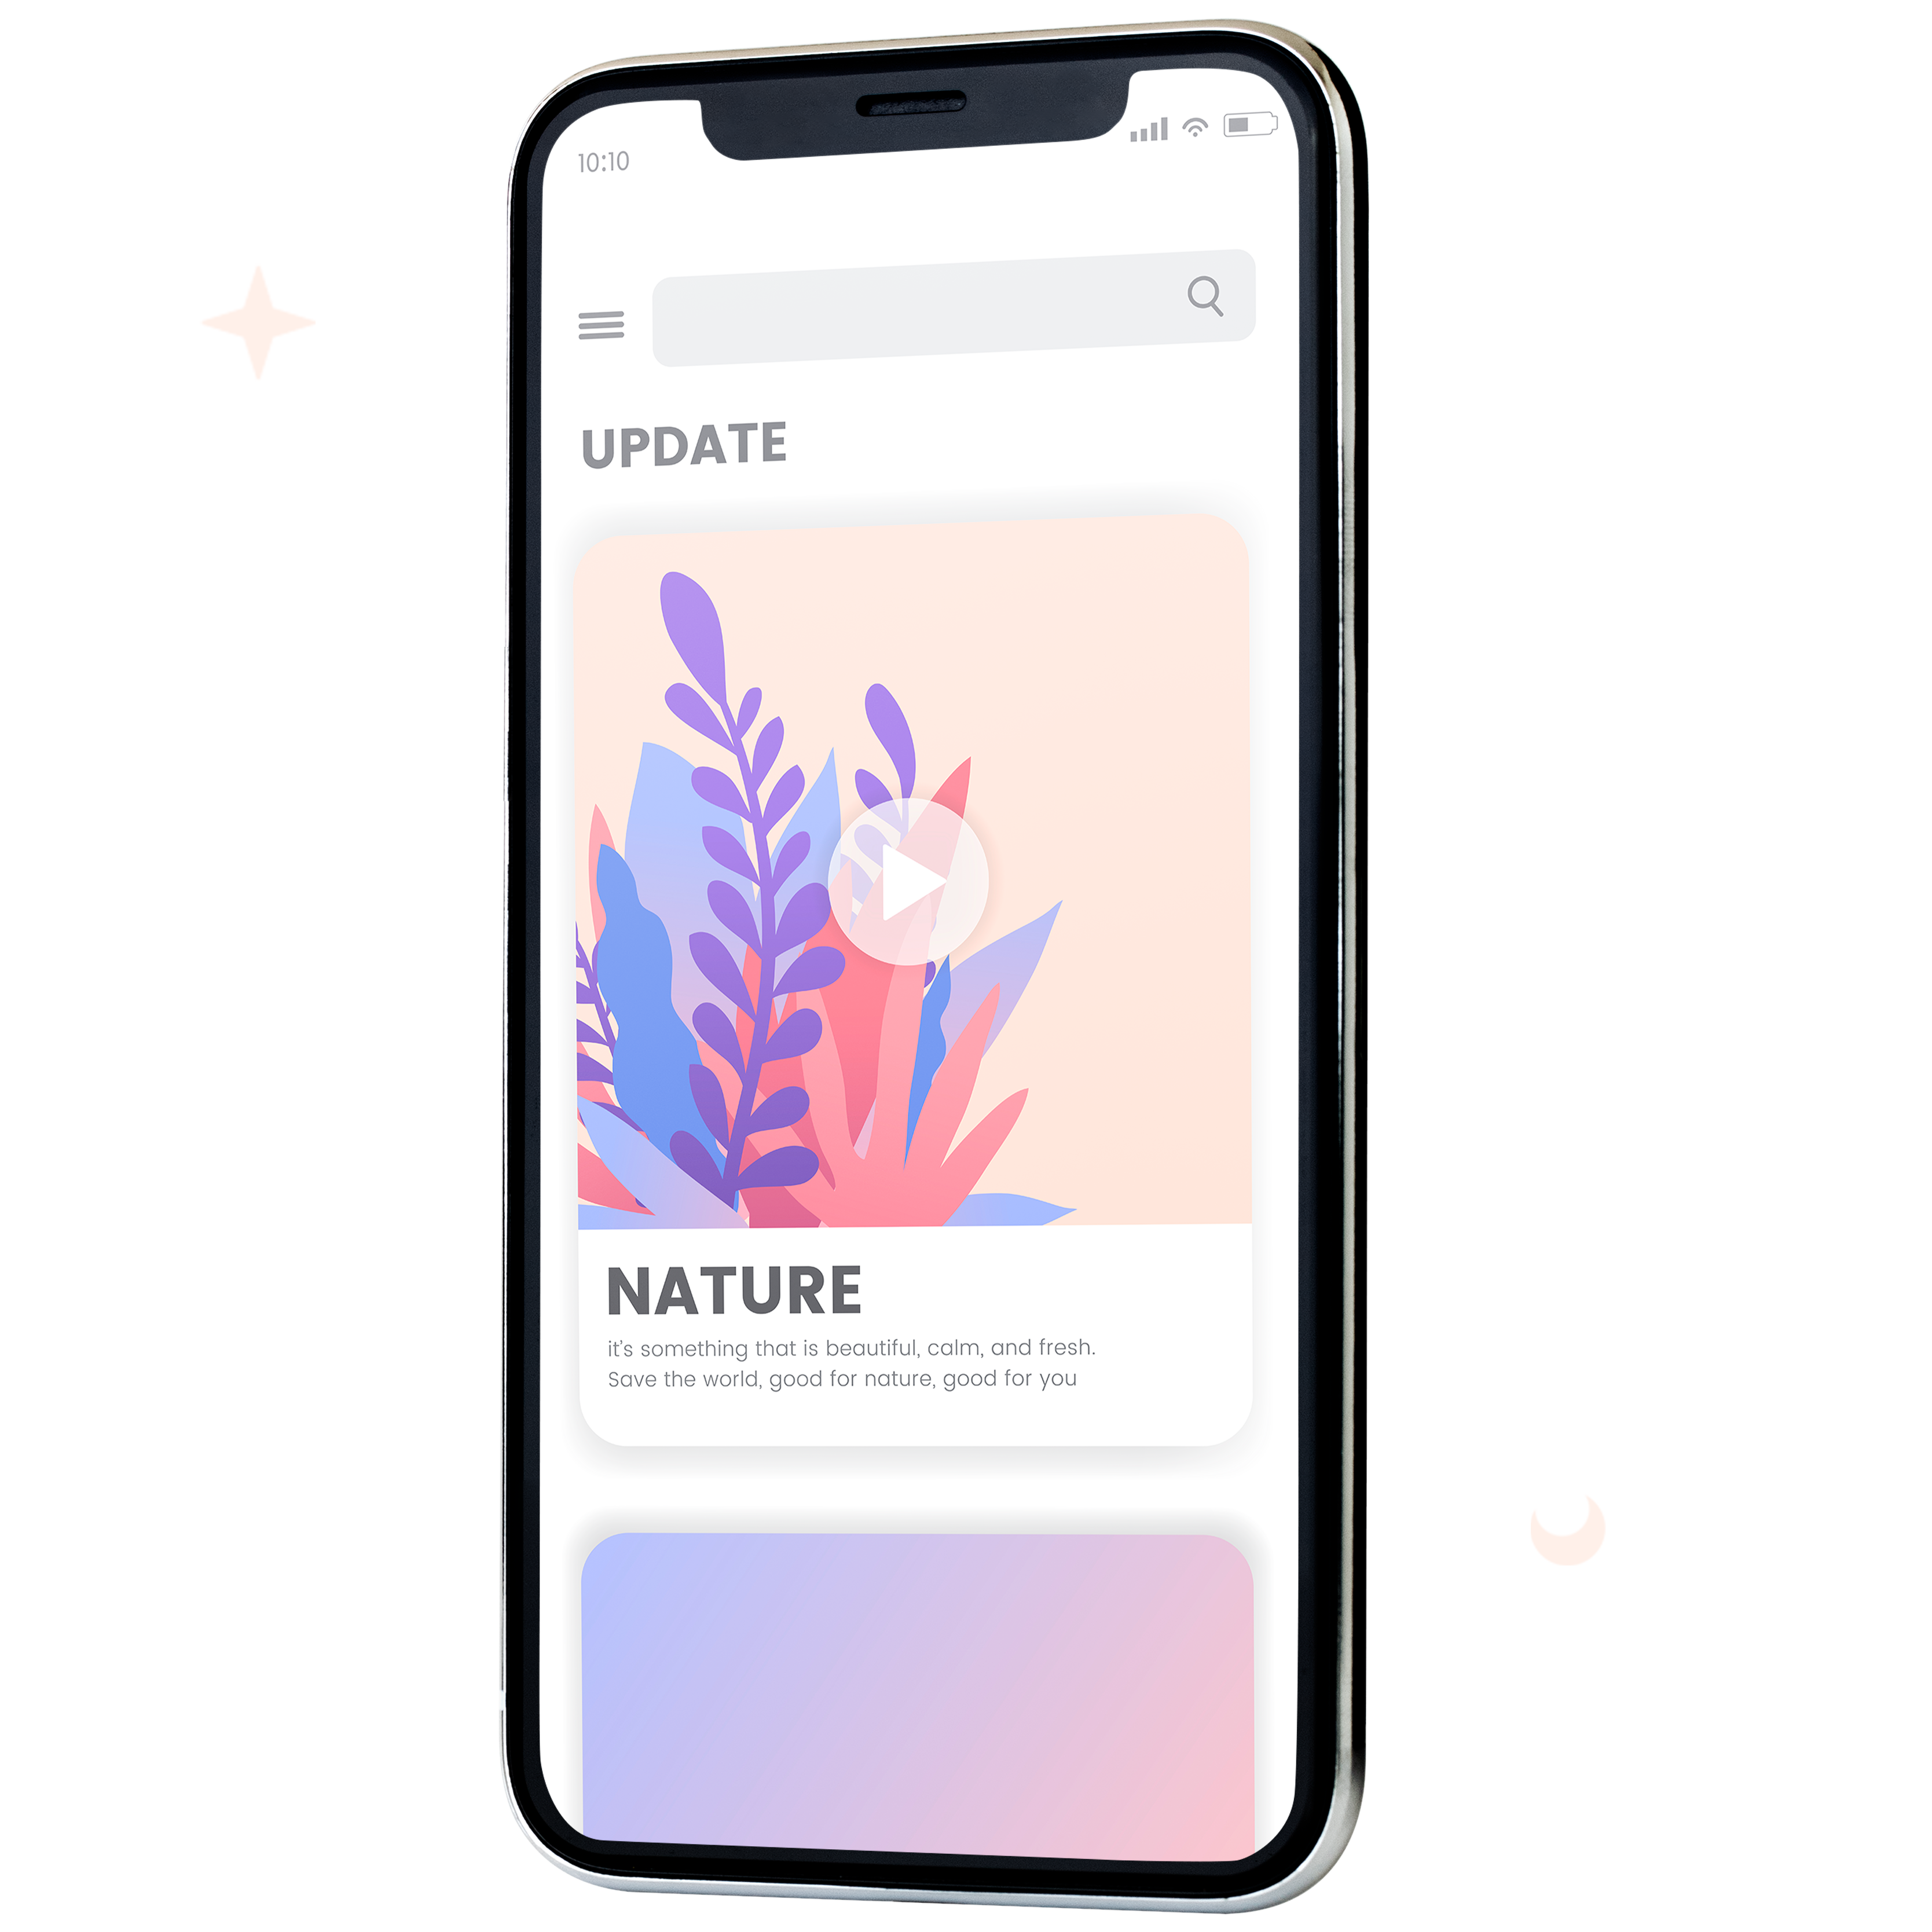 10:10
UPDATE
NATURE
it's something that is beautiful, calm, and fresh.
Save the world, good for nature, good for you